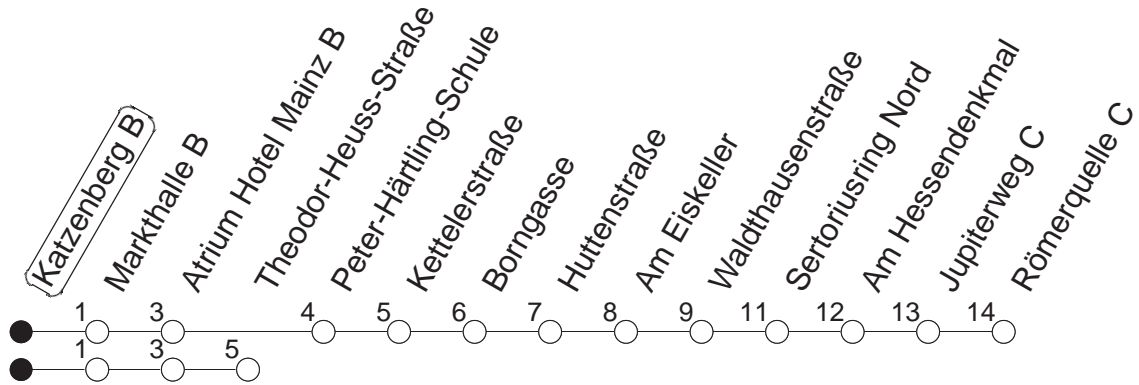 Katzenberg B
Markthalle B
Atrium Hotel Mainz B
Theodor-Heuss-Straße
Peter-Härtling-Schule
Kettelerstraße
Borngasse
Huttenstraße
Am Eiskeller
Waldthausenstraße
Sertoriusring Nord
Am Hessendenkmal
Jupiterweg C
Römerquelle C
1 3 4 5 6 7 8 9 11 12 13 14
1 3 5